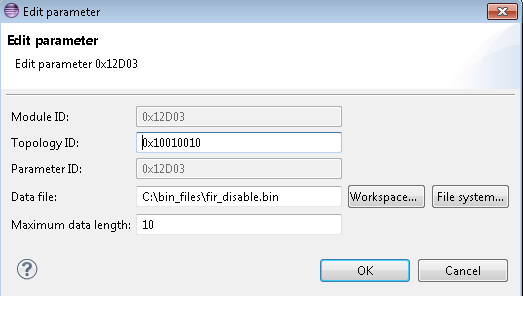 Edit parameter
Edit parameter
Edit parameter 0x12D03
Module ID: 0x12D03
Topology ID: 0x10010010
Parameter ID: 0x12D03
Data file: C:\bin_files\fir_disable.bin Workspace... File system...
Maximum data length: 10
? OK Cancel